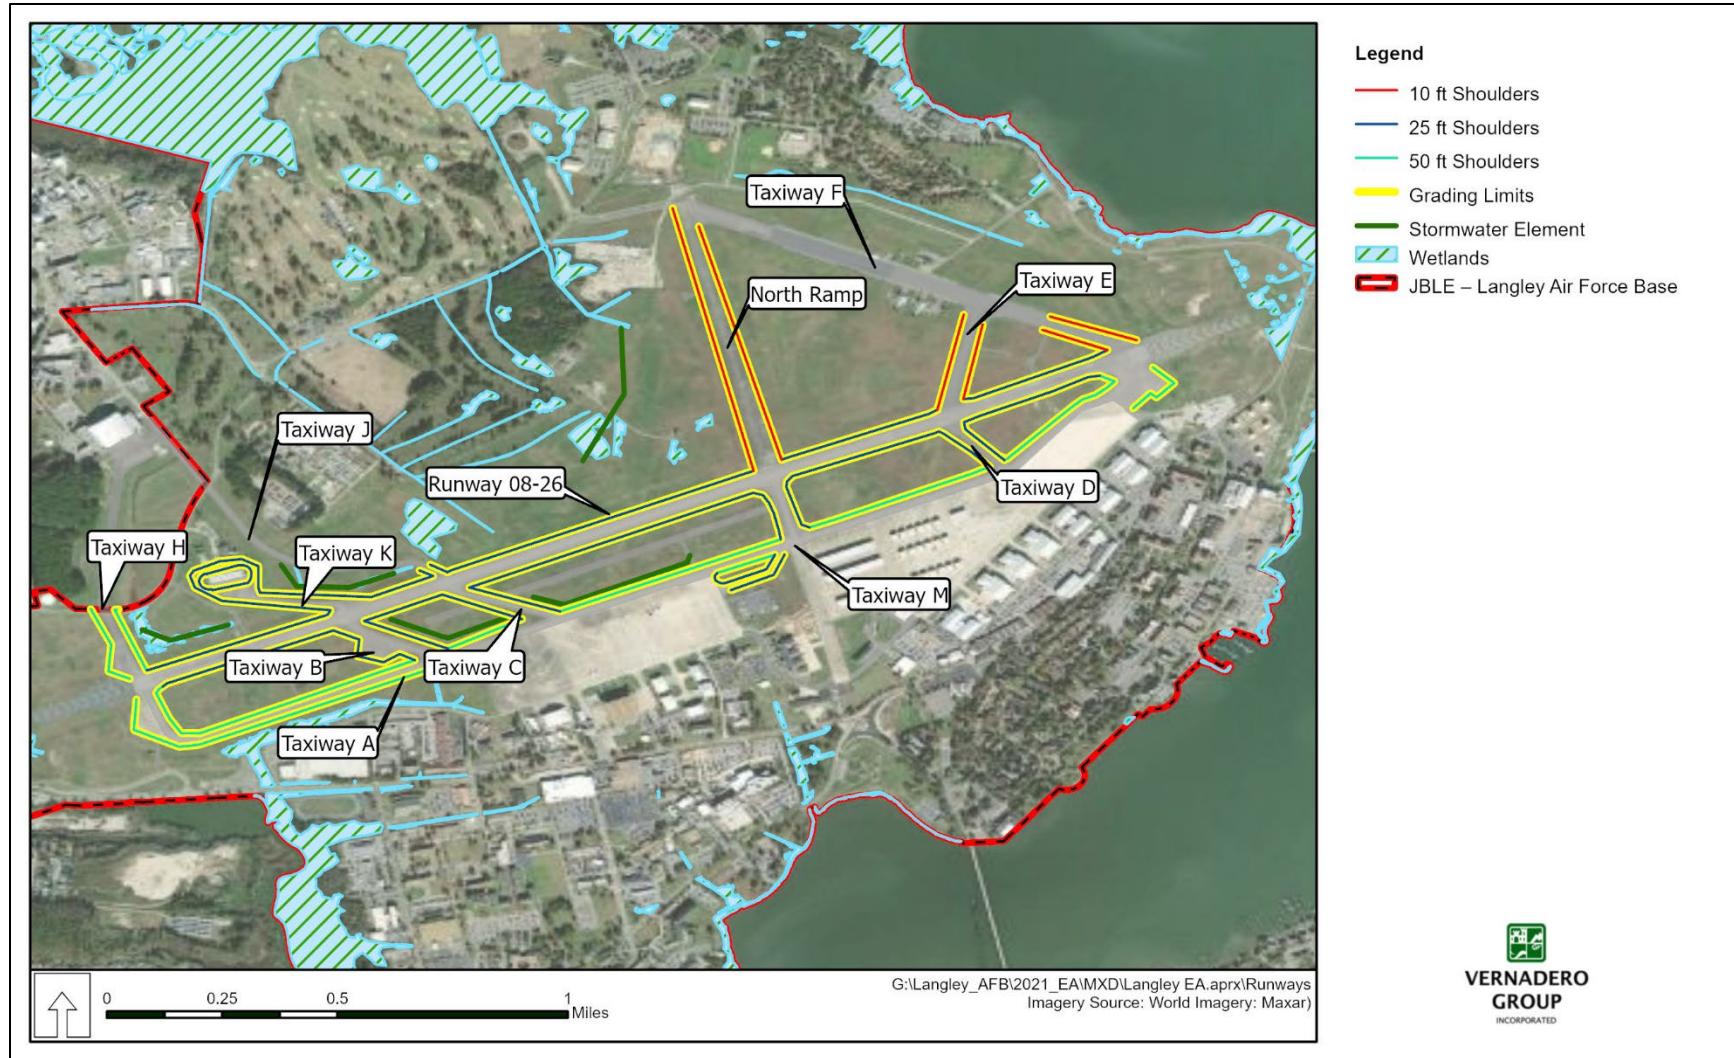 Legend
10 ft Shoulders
25 ft Shoulders
50 ft Shoulders
Grading Limits
Stormwater Element
Wetlands
JBLE – Langley Air Force Base
Taxiway F
Taxiway E
North Ramp
Taxiway J
Runway 08-26
Taxiway D
Taxiway H
Taxiway K
Taxiway M
Taxiway B
Taxiway C
Taxiway A
0 0.25 0.5 1
Miles
G:\Langley_AFB\2021_EA\MXD\Langley EA.aprx\Runways
Imagery Source: World Imagery: Maxar)
VERNADERO
GROUP
INCORPORATED